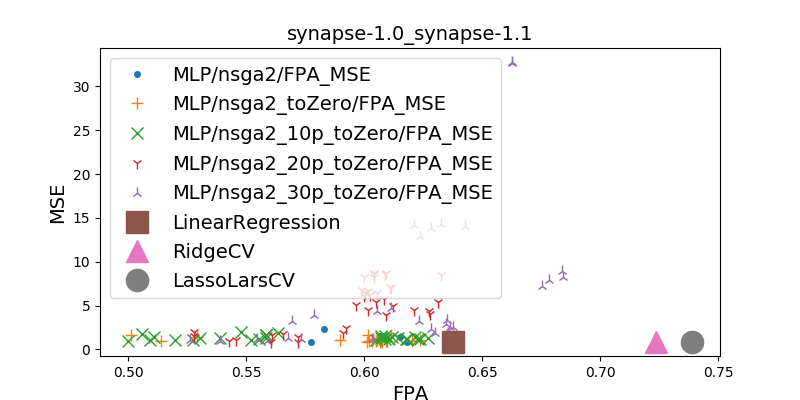 synapse-1.0_synapse-1.1
MSE
30
25
20
15
10
5
0
MLP/nsga2/FPA_MSE
MLP/nsga2_toZero/FPA_MSE
MLP/nsga2_10p_toZero/FPA_MSE
MLP/nsga2_20p_toZero/FPA_MSE
MLP/nsga2_30p_toZero/FPA_MSE
LinearRegression
RidgeCV
LassoLarsCV
0.50 0.55 0.60 0.65 0.70 0.75
FPA